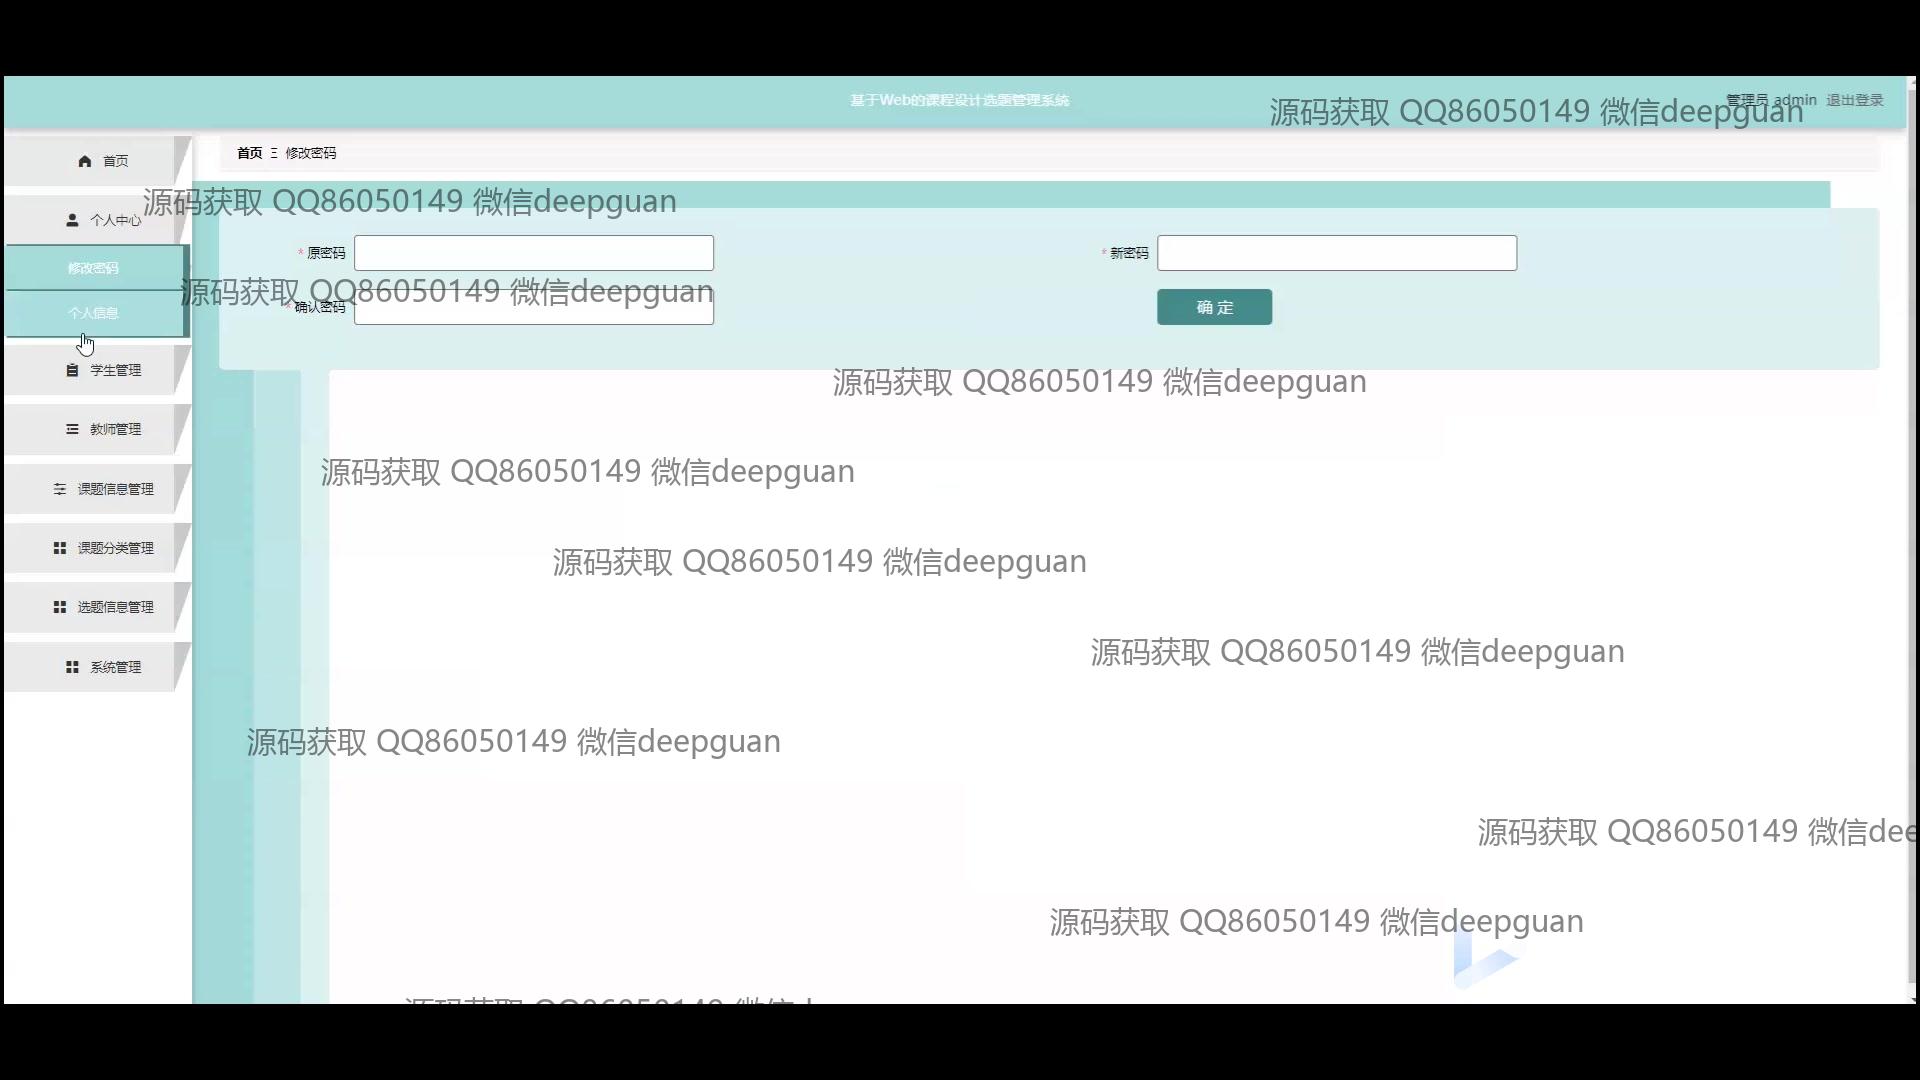 基于Web的课程设计选题管理系统
管理员 admin 退出登录
源码获取 QQ86050149 微信deepguan
首页
首页 Ξ 修改密码
源码获取 QQ86050149 微信deepguan
个人中心
* 原密码
* 新密码
修改密码
源码获取 QQ86050149 微信deepguan
* 确认密码
确 定
个人信息
学生管理
源码获取 QQ86050149 微信deepguan
教师管理
源码获取 QQ86050149 微信deepguan
课题信息管理
课题分类管理
源码获取 QQ86050149 微信deepguan
选题信息管理
源码获取 QQ86050149 微信deepguan
系统管理
源码获取 QQ86050149 微信deepguan
源码获取 QQ86050149 微信dee
源码获取 QQ86050149 微信deepguan
源码获取 QQ86050149 微信d